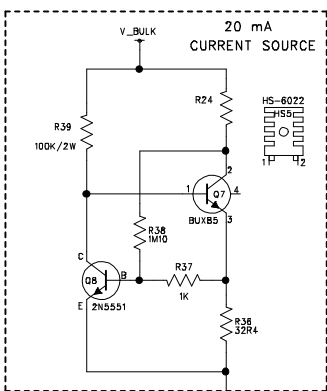 20 mA
CURRENT SOURCE
V_BULK
R24
HS-6022
HS5
1
2
R39
100K/2W
2
1
Q7
4
BUX85
3
R38
1M10
C
Q8
B
E
2N5551
R37
1K
R36
32R4